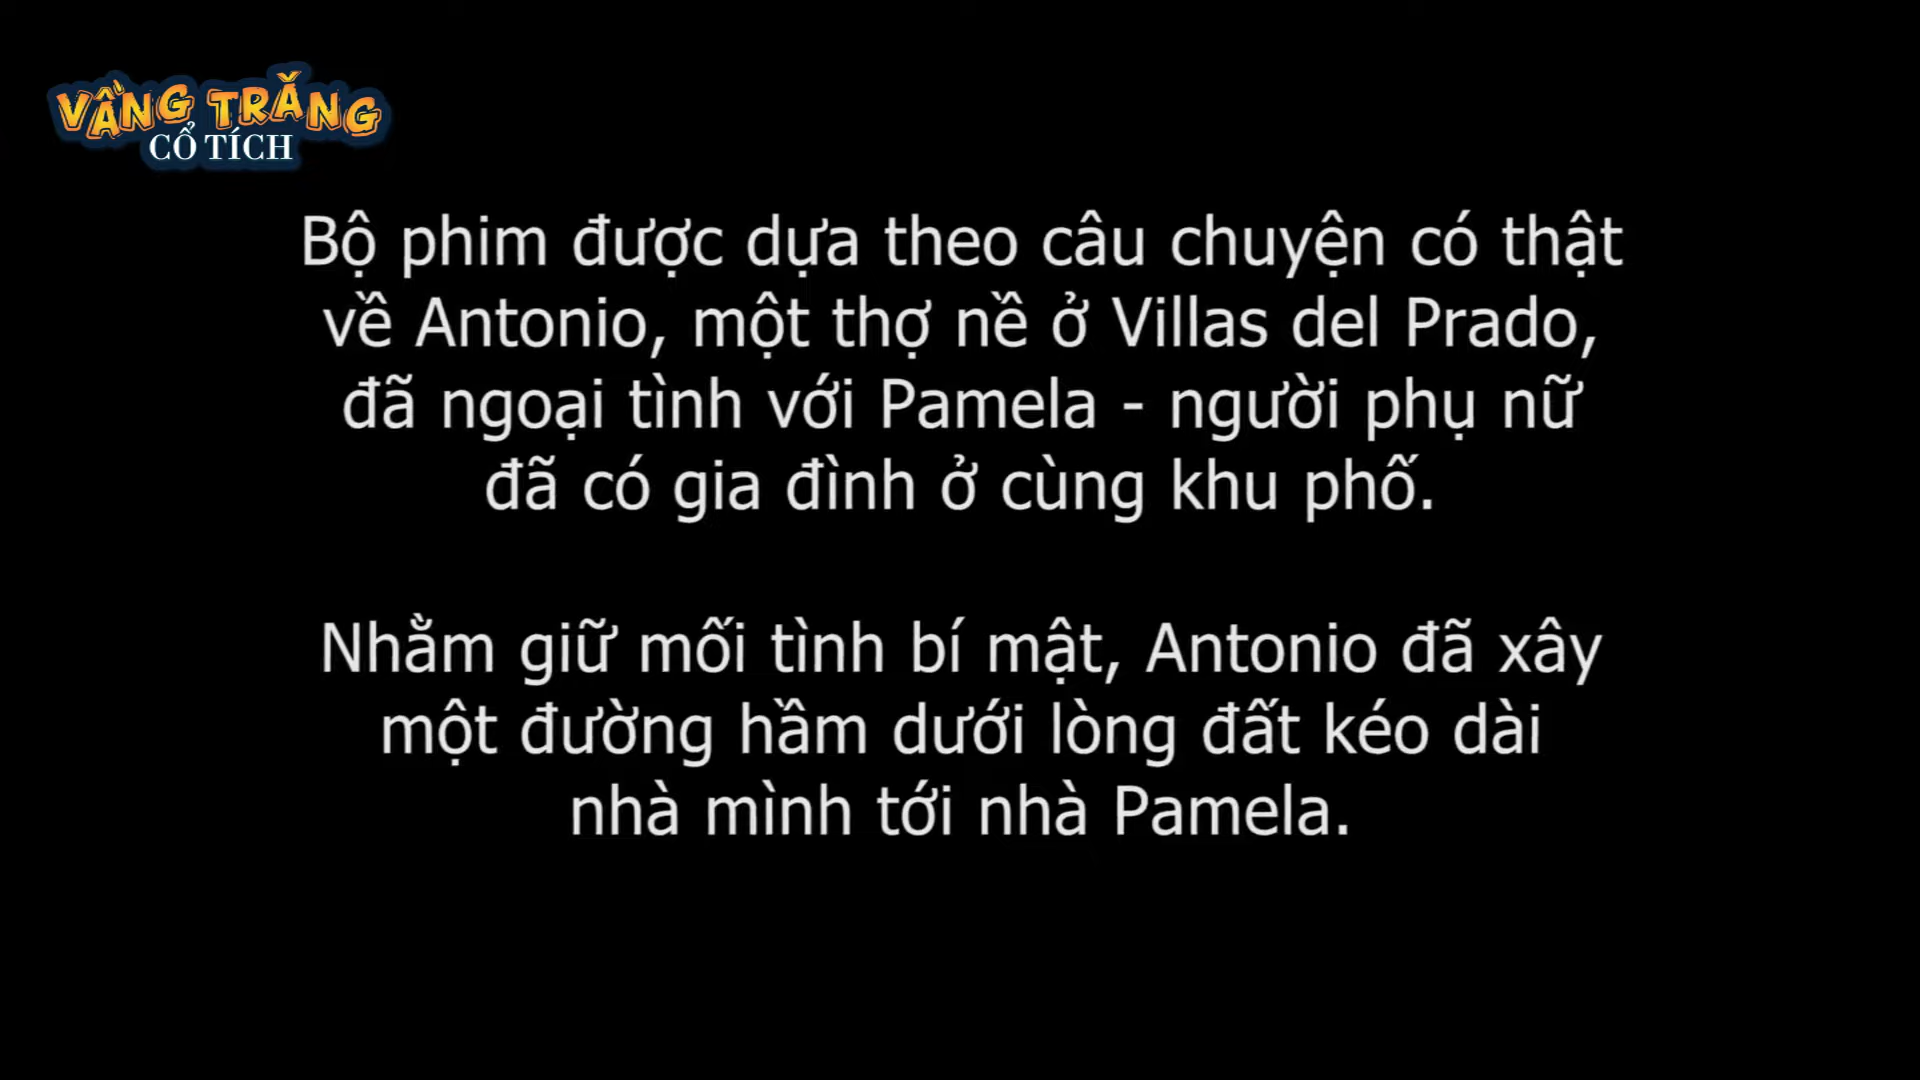 VẦNG TRĂNG
CỔ TÍCH
Bộ phim được dựa theo câu chuyện có thật
về Antonio, một thợ nề ở Villas del Prado,
đã ngoại tình với Pamela - người phụ nữ
đã có gia đình ở cùng khu phố.
Nhằm giữ mối tình bí mật, Antonio đã xây
một đường hầm dưới lòng đất kéo dài
nhà mình tới nhà Pamela.